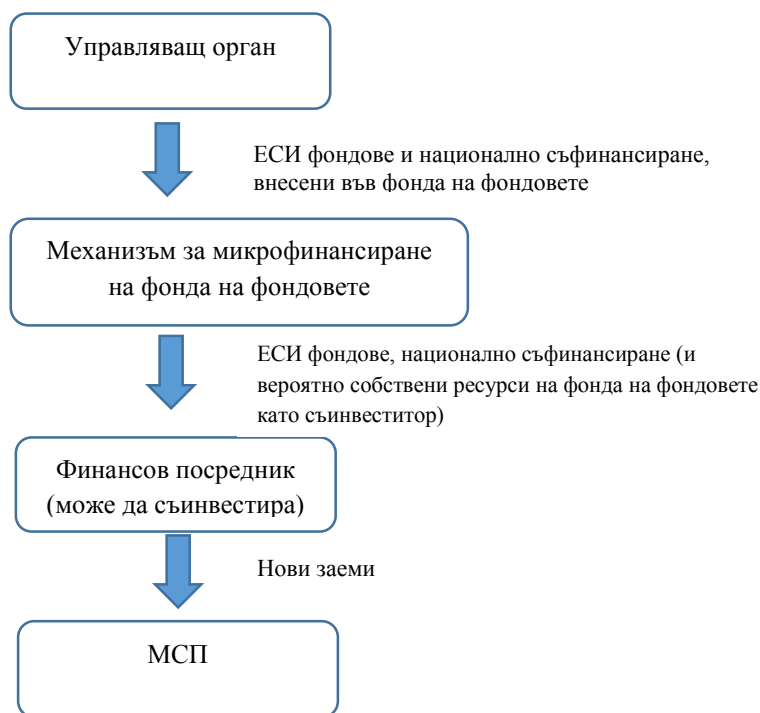 Управляващ орган
ЕСИ фондове и национално съфинансиране,
внесени във фонда на фондовете
Механизъм за микрофинансиране
на фонда на фондовете
ЕСИ фондове, национално съфинансиране (и
вероятно собствени ресурси на фонда на фондовете
като съинвеститор)
Финансов посредник
(може да съинвестира)
Нови заеми
МСП